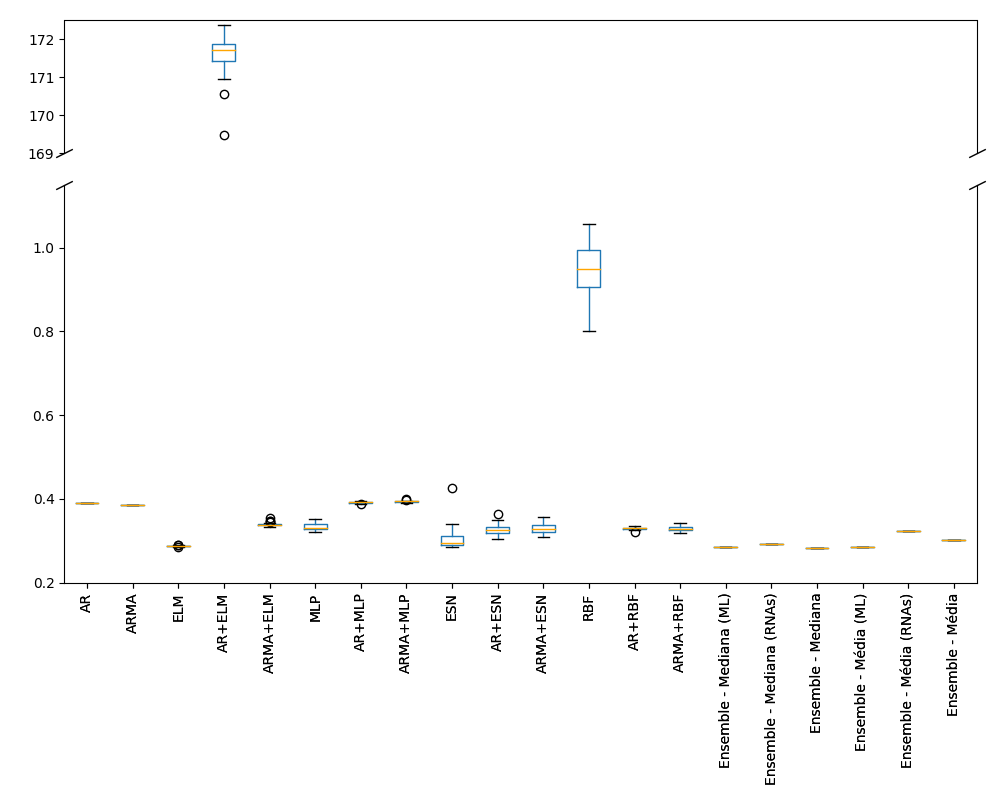 172
171
170
169
1.0
0.8
0.6
0.4
0.2
AR
ARMA
ELM
AR+ELM
ARMA+ELM
MLP
AR+MLP
ARMA+MLP
ESN
AR+ESN
ARMA+ESN
RBF
AR+RBF
ARMA+RBF
Ensemble - Mediana (ML)
Ensemble - Mediana (RNAs)
Ensemble - Mediana
Ensemble - Média (ML)
Ensemble - Média (RNAs)
Ensemble - Média